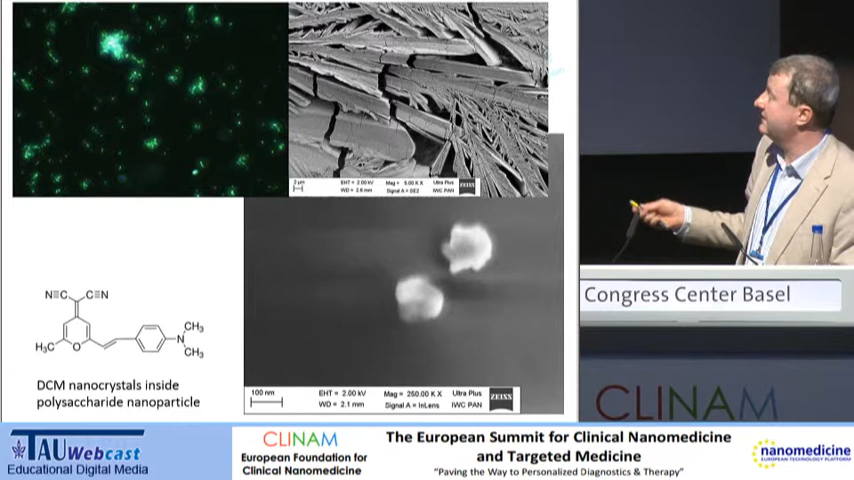 2 µm
EHT = 2.00 kV
Mag = 5.00 K X
Ultra Plus
ZEISS
WD = 2.6 mm
Signal A = SE2
IWC PAN
N≡C
C≡N
CH₃
N
H₃C
O
CH₃
DCM nanocrystals inside
polysaccharide nanoparticle
100 nm
EHT = 2.00 kV
Mag = 250.00 K X
Ultra Plus
ZEISS
WD = 2.1 mm
Signal A = InLens
IWC PAN
Congress Center Basel
CLINAM
TAU Webcast
Educational Digital Media
CLINAM
European Foundation for
Clinical Nanomedicine
The European Summit for Clinical Nanomedicine
and Targeted Medicine
"Paving the Way to Personalized Diagnostics & Therapy"
nanomedicine
EUROPEAN TECHNOLOGY PLATFORM